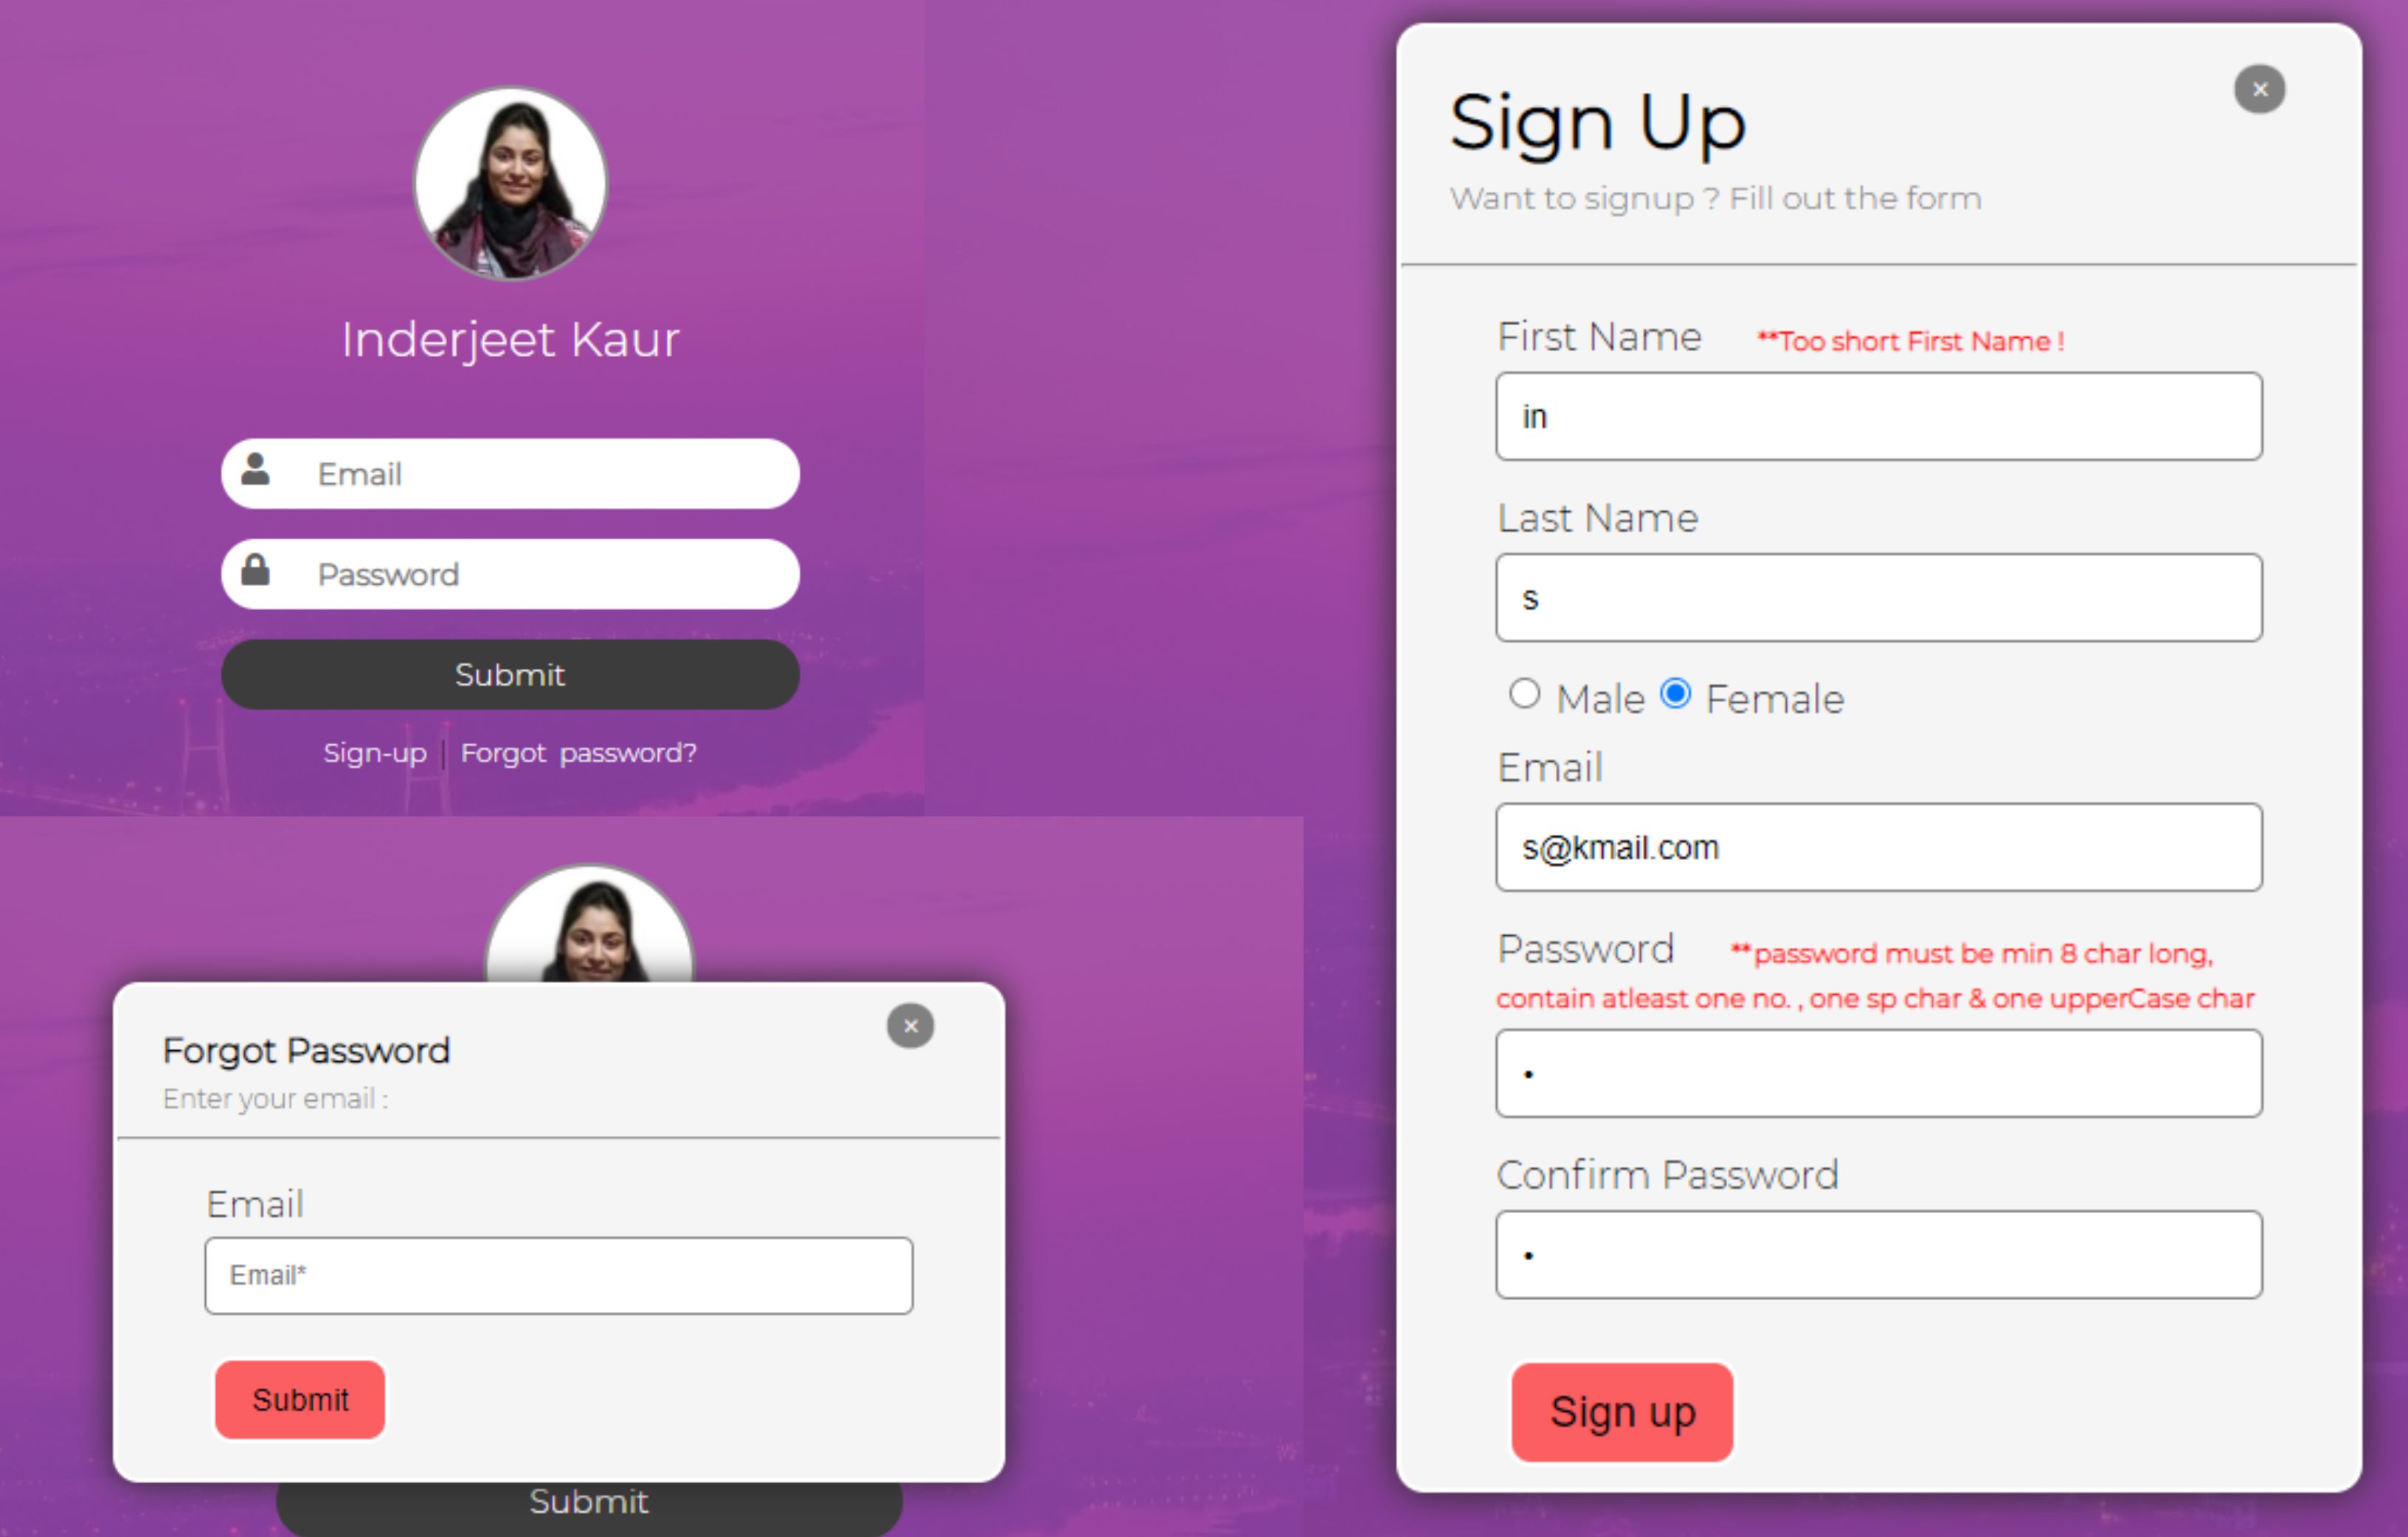 Inderjeet Kaur
Email
Password
Submit
Sign-up | Forgot password?
×
Forgot Password
Enter your email :
Email
Email*
Submit
Submit
×
Sign Up
Want to signup ? Fill out the form
First Name **Too short First Name !
in
Last Name
s
Male Female
Email
s@kmail.com
Password **password must be min 8 char long,
contain atleast one no. , one sp char & one upperCase char
•
Confirm Password
•
Sign up